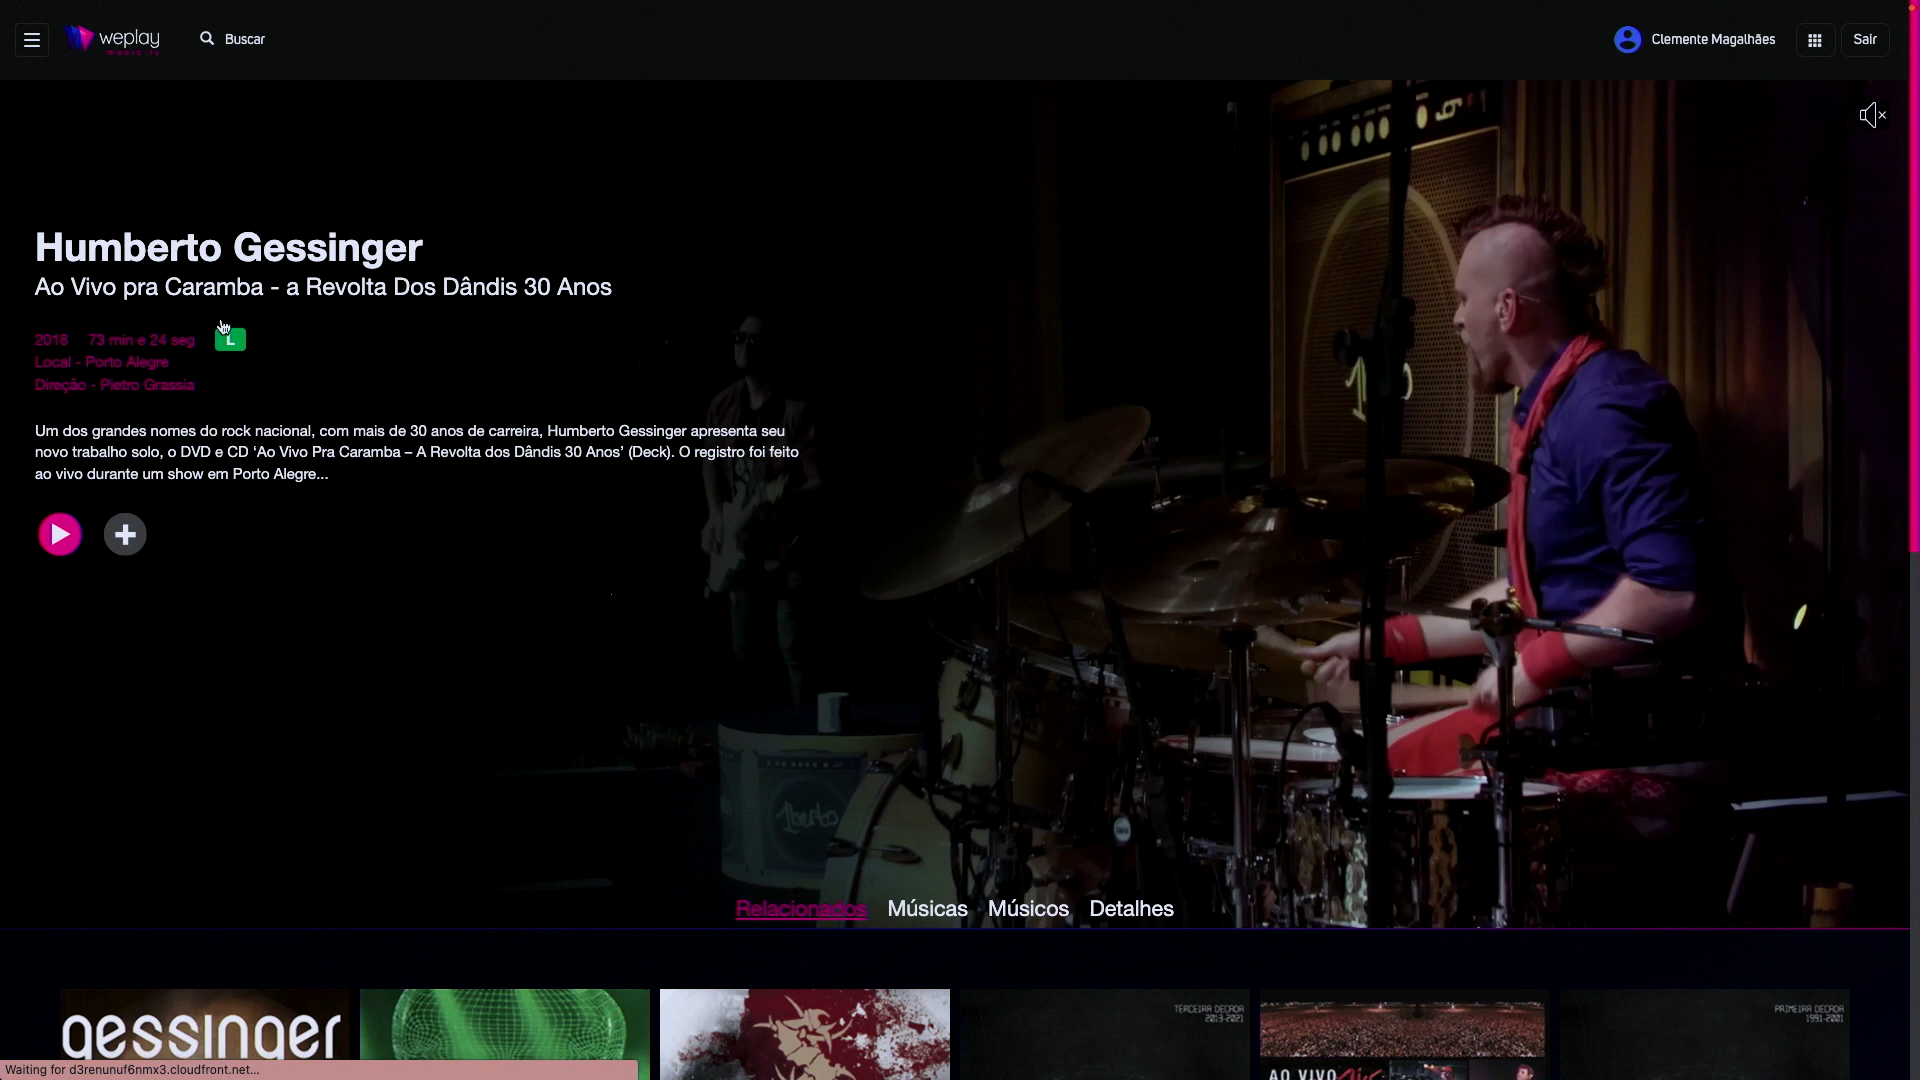 weplay
music-tv
Buscar
Clemente Magalhães
Sair
Humberto Gessinger
Ao Vivo pra Caramba - a Revolta Dos Dândis 30 Anos
2018 73 min e 24 seg L
Local - Porto Alegre
Direção - Pietro Grassia
Um dos grandes nomes do rock nacional, com mais de 30 anos de carreira, Humberto Gessinger apresenta seu
novo trabalho solo, o DVD e CD ‘Ao Vivo Pra Caramba – A Revolta dos Dândis 30 Anos’ (Deck). O registro foi feito
ao vivo durante um show em Porto Alegre...
1berto
Relacionados Músicas Músicos Detalhes
gessinger
TERCEIRA DECADA
2013-2021
AO VIVO
PRIMEIRA DECADA
1991-2001
Waiting for d3renunuf6nmx3.cloudfront.net...